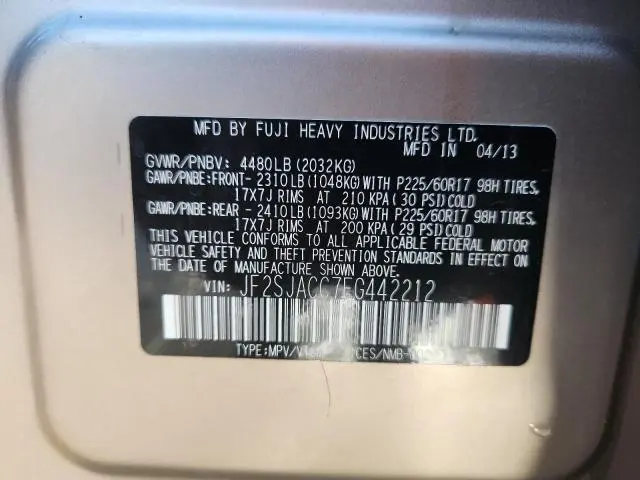 MFD BY FUJI HEAVY INDUSTRIES LTD.
MFD IN 04/13
GVWR/PNBV: 4480LB (2032KG)
GAWR/PNBE:FRONT- 2310LB (1048KG) WITH P225/60R17 98H TIRES,
17X7J RIMS AT 210 KPA ( 30 PSI) COLD
GAWR/PNBE:REAR - 2410LB (1093KG) WITH P225/60R17 98H TIRES,
17X7J RIMS AT 200 KPA ( 29 PSI) COLD
THIS VEHICLE CONFORMS TO ALL APPLICABLE FEDERAL MOTOR
VEHICLE SAFETY AND THEFT PREVENTION STANDARDS IN EFFECT ON
THE DATE OF MANUFACTURE SHOWN ABOVE.
VIN: JF2SJACC7EG442212
TYPE:MPV/